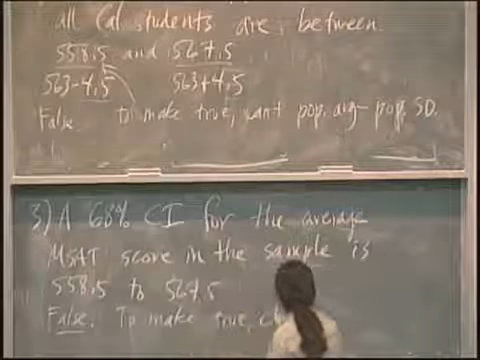 all Cal students are between
558.5 and 567.5
563-4.5 563+4.5
False. to make true, want pop. avg - pop. SD.
3) A 68% CI for the average
MSAT score in the sample is
558.5 to 567.5
False. To make true, ch